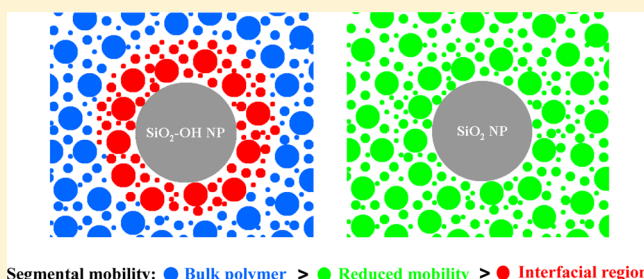 SiO₂-OH NP
SiO₂ NP
Segmental mobility: Bulk polymer > Reduced mobility > Interfacial region